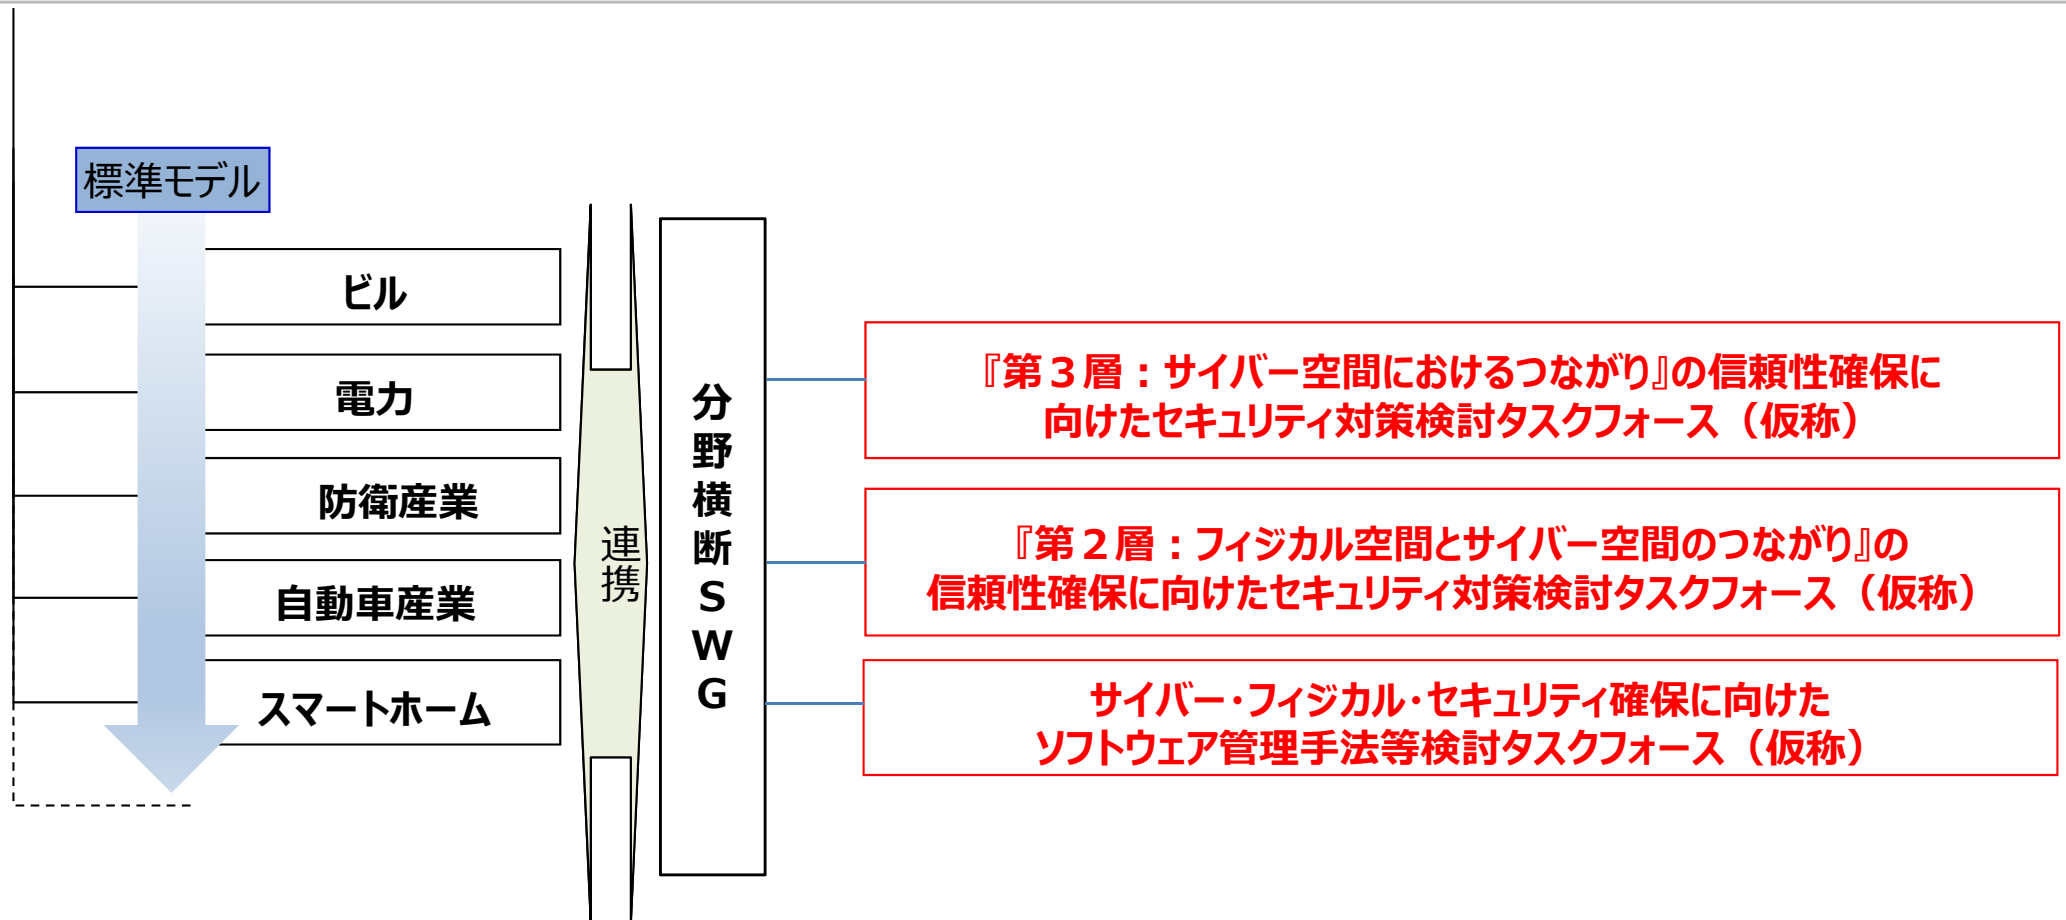 標準モデル
ビル
電力
防衛産業
自動車産業
スマートホーム
連携
分野横断SWG
『第３層：サイバー空間におけるつながり』の信頼性確保に
向けたセキュリティ対策検討タスクフォース（仮称）
『第２層：フィジカル空間とサイバー空間のつながり』の
信頼性確保に向けたセキュリティ対策検討タスクフォース（仮称）
サイバー・フィジカル・セキュリティ確保に向けた
ソフトウェア管理手法等検討タスクフォース（仮称）